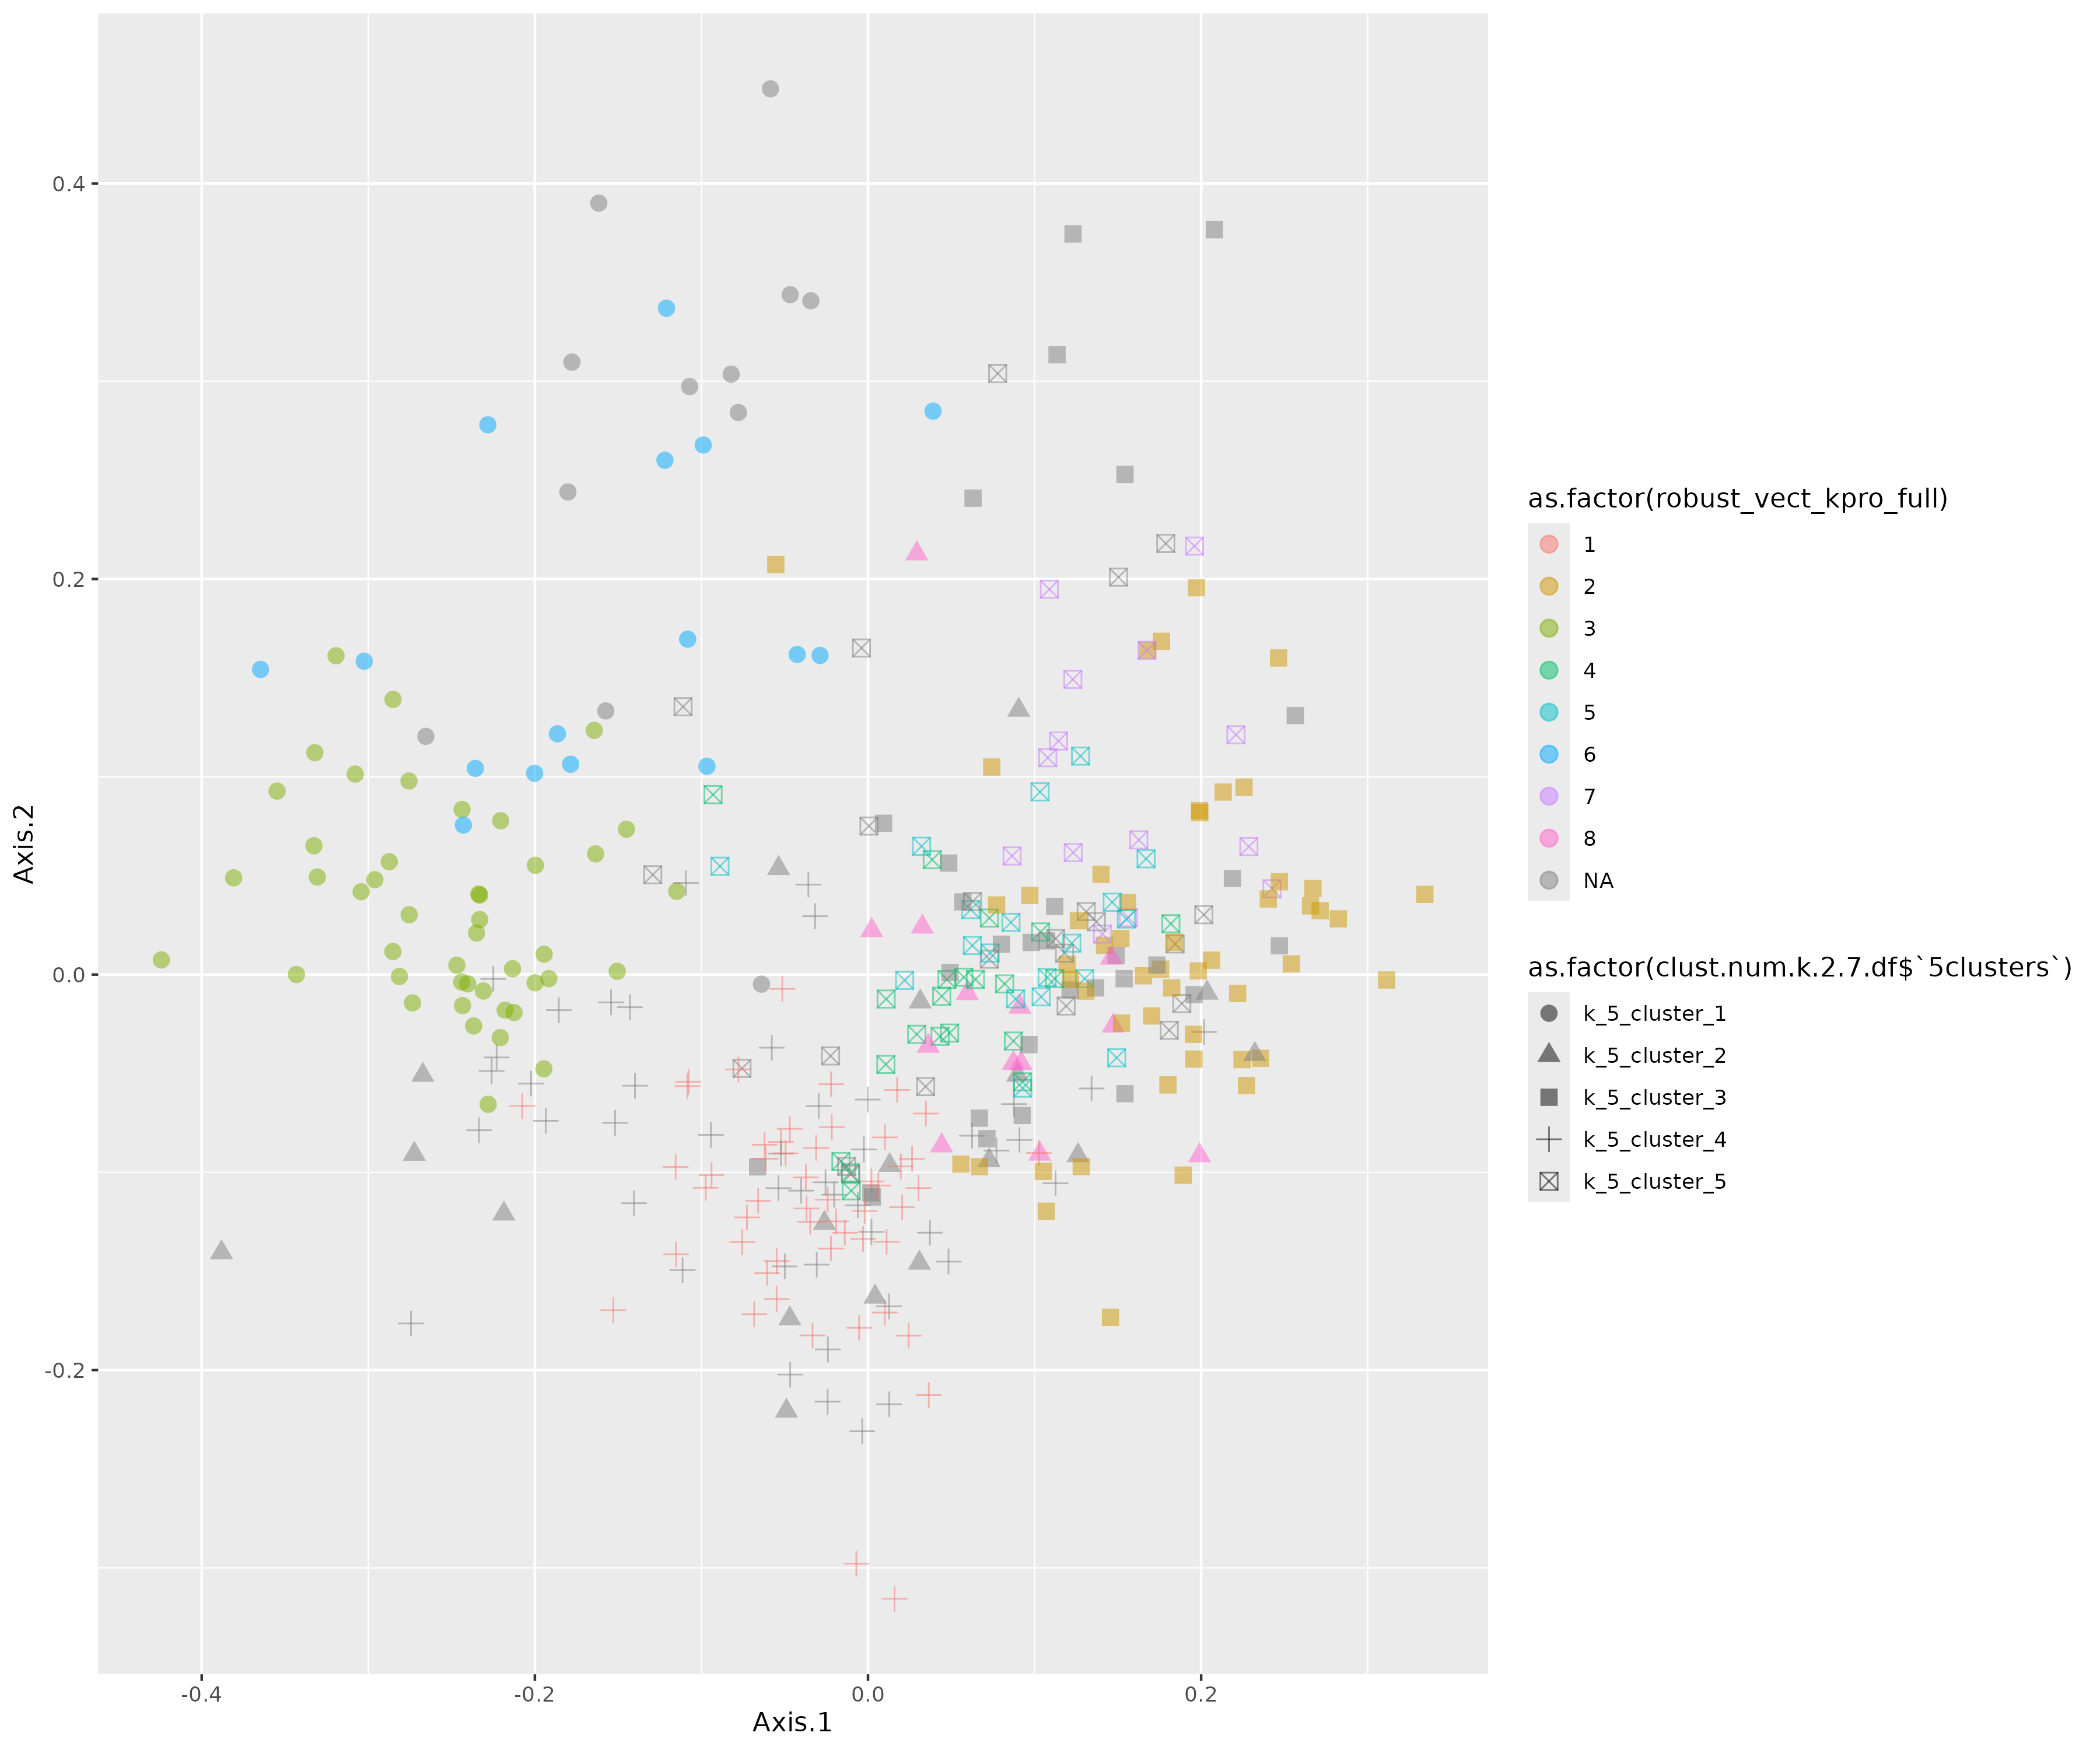 0.4
0.2
0.0
-0.2
Axis.2
-0.4
-0.2
0.0
0.2
Axis.1
as.factor(robust_vect_kpro_full)
1
2
3
4
5
6
7
8
NA
as.factor(clust.num.k.2.7.df$`5clusters`)
k_5_cluster_1
k_5_cluster_2
k_5_cluster_3
k_5_cluster_4
k_5_cluster_5